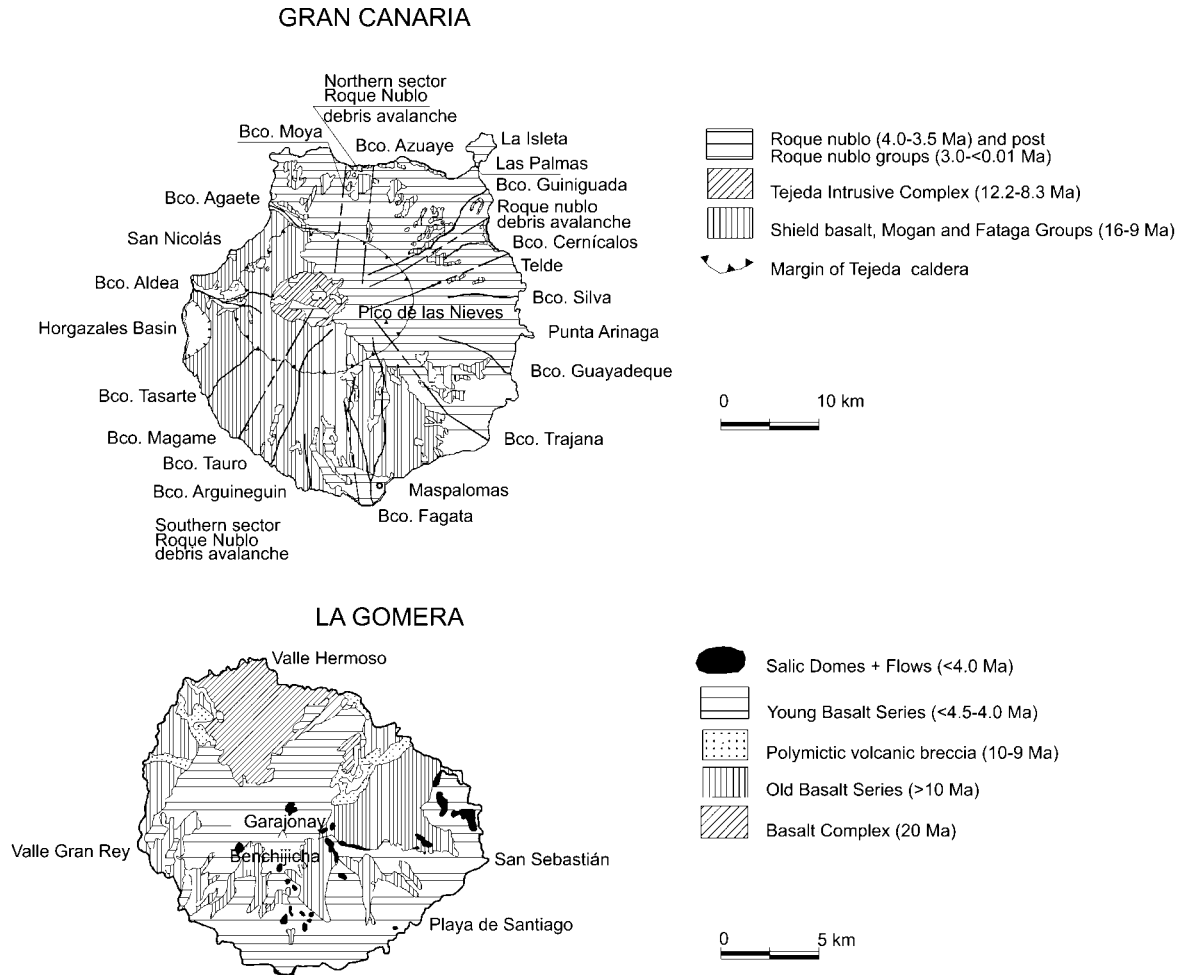 GRAN CANARIA
Northern sector
Roque Nublo
debris avalanche
Bco. Moya
Bco. Azuaye
La Isleta
Las Palmas
Bco. Guiniguada
Bco. Agaete
Roque nublo
debris avalanche
San Nicolás
Bco. Cernícalos
Telde
Bco. Aldea
Bco. Silva
Pico de las Nieves
Horgazales Basin
Punta Arinaga
Bco. Guayadeque
Bco. Tasarte
Bco. Magame
Bco. Trajana
Bco. Tauro
Bco. Arguineguin
Maspalomas
Bco. Fagata
Southern sector
Roque Nublo
debris avalanche
Roque nublo (4.0-3.5 Ma) and post
Roque nublo groups (3.0-<0.01 Ma)
Tejeda Intrusive Complex (12.2-8.3 Ma)
Shield basalt, Mogan and Fataga Groups (16-9 Ma)
Margin of Tejeda caldera
0 10 km
LA GOMERA
Valle Hermoso
Garajonay
Valle Gran Rey
Benchijicha
San Sebastián
Playa de Santiago
Salic Domes + Flows (<4.0 Ma)
Young Basalt Series (<4.5-4.0 Ma)
Polymictic volcanic breccia (10-9 Ma)
Old Basalt Series (>10 Ma)
Basalt Complex (20 Ma)
0 5 km